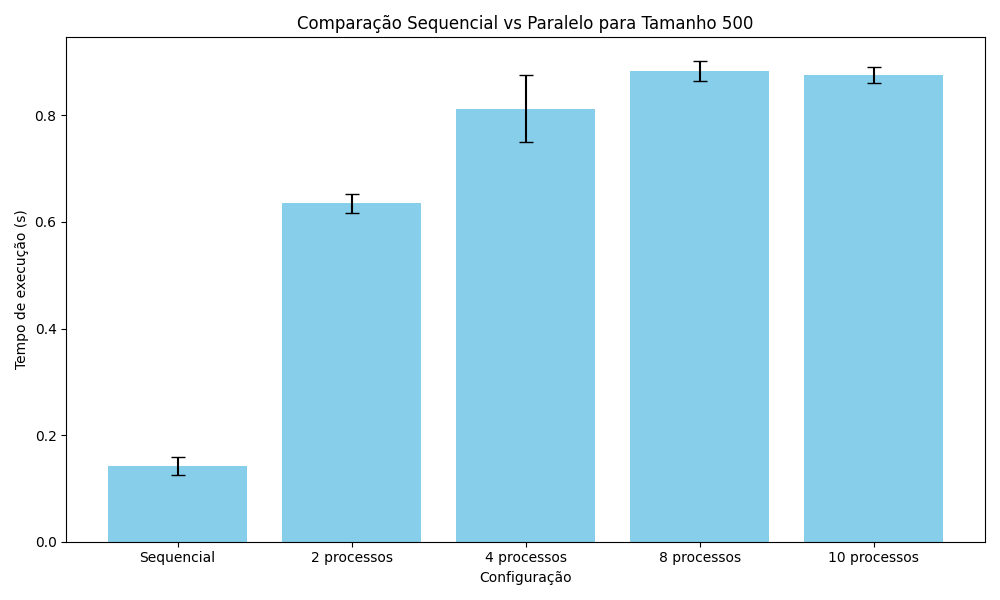 Comparação Sequencial vs Paralelo para Tamanho 500
Tempo de execução (s)
0.8
0.6
0.4
0.2
0.0
Sequencial
2 processos
4 processos
8 processos
10 processos
Configuração